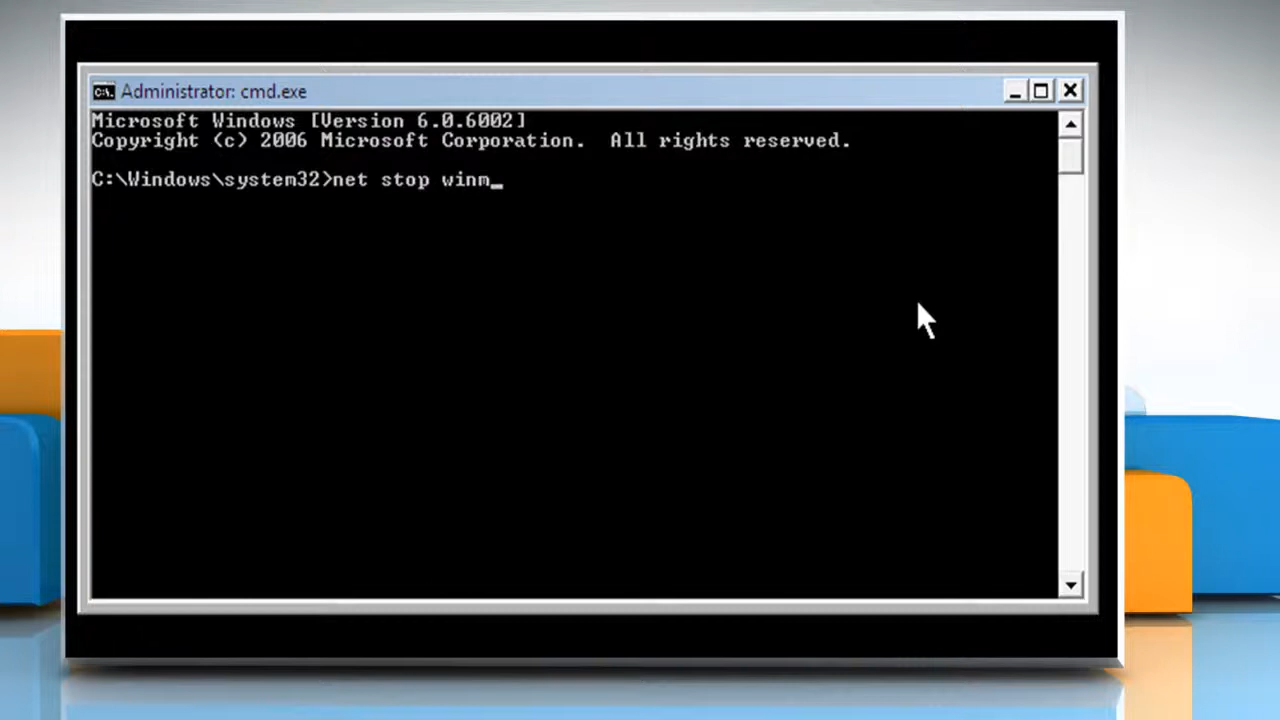 Administrator: cmd.exe
Microsoft Windows [Version 6.0.6002]
Copyright (c) 2006 Microsoft Corporation.  All rights reserved.
C:\Windows\system32>net stop winm_